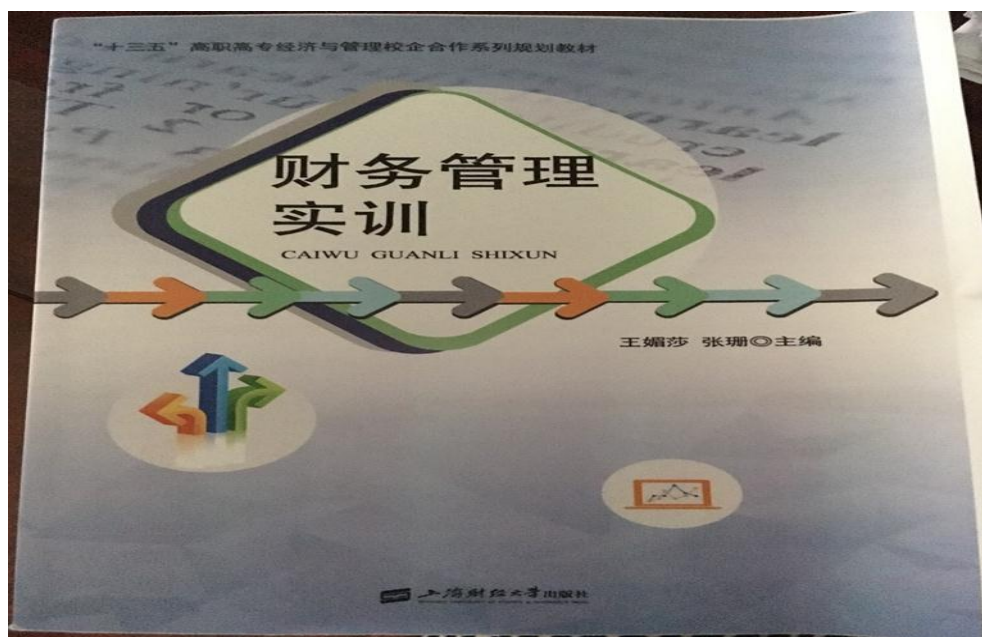 “十三五”高职高专经济与管理校企合作系列规划教材
财务管理
实训
CAIWU GUANLI SHIXUN
王媚莎 张珊◎主编
上海财经大学出版社